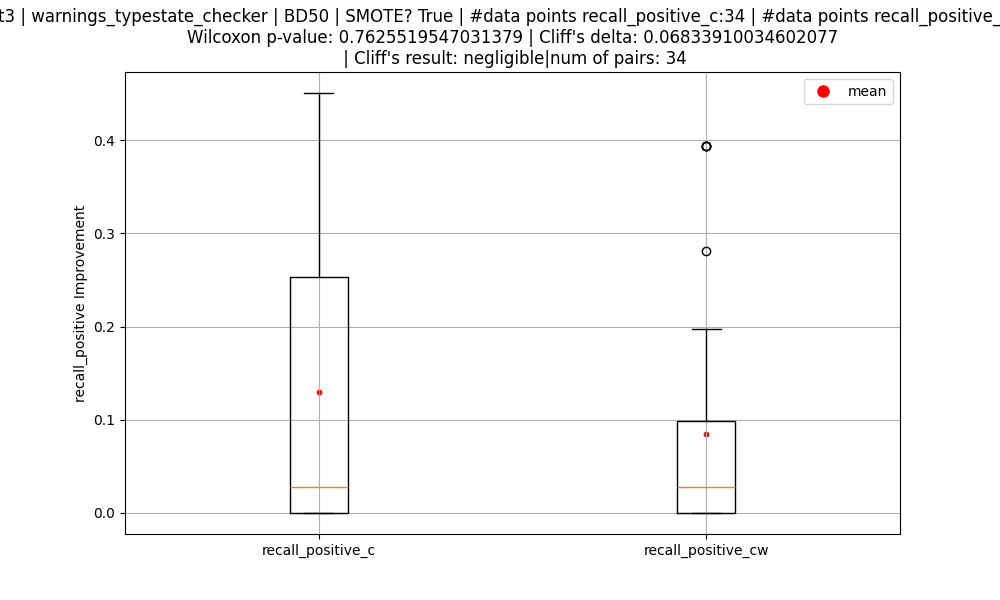 t3 | warnings_typestate_checker | BD50 | SMOTE? True | #data points recall_positive_c:34 | #data points recall_positive_
Wilcoxon p-value: 0.7625519547031379 | Cliff's delta: 0.06833910034602077
| Cliff's result: negligible|num of pairs: 34
mean
0.4
0.3
0.2
0.1
0.0
recall_positive Improvement
recall_positive_c
recall_positive_cw